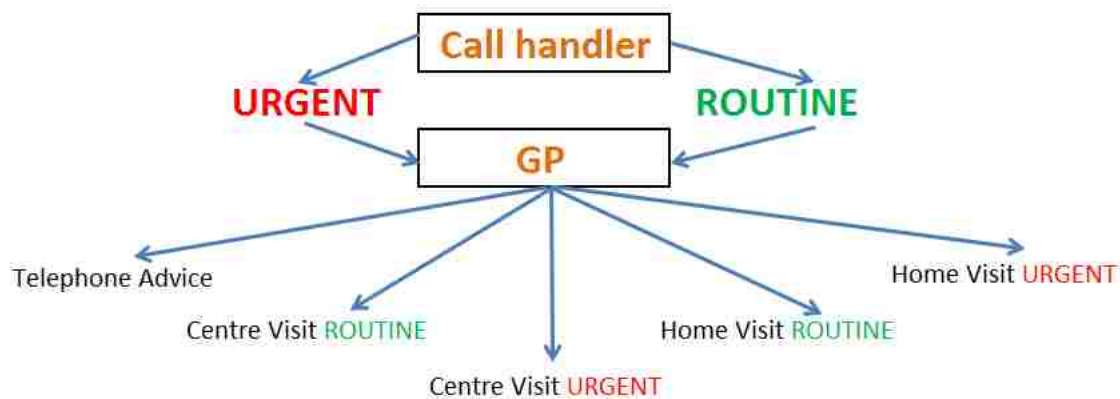 Call handler
URGENT
ROUTINE
GP
Telephone Advice
Home Visit URGENT
Centre Visit ROUTINE
Home Visit ROUTINE
Centre Visit URGENT